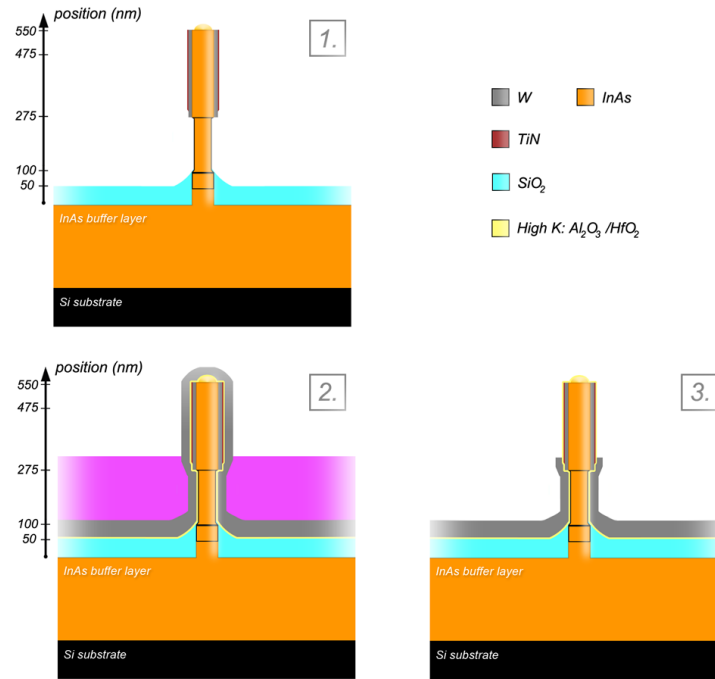 position (nm)
550
475
275
100
50
1.
InAs buffer layer
Si substrate
W
InAs
TiN
SiO₂
High K: Al₂O₃ /HfO₂
position (nm)
550
475
275
100
50
2.
InAs buffer layer
Si substrate
3.
InAs buffer layer
Si substrate